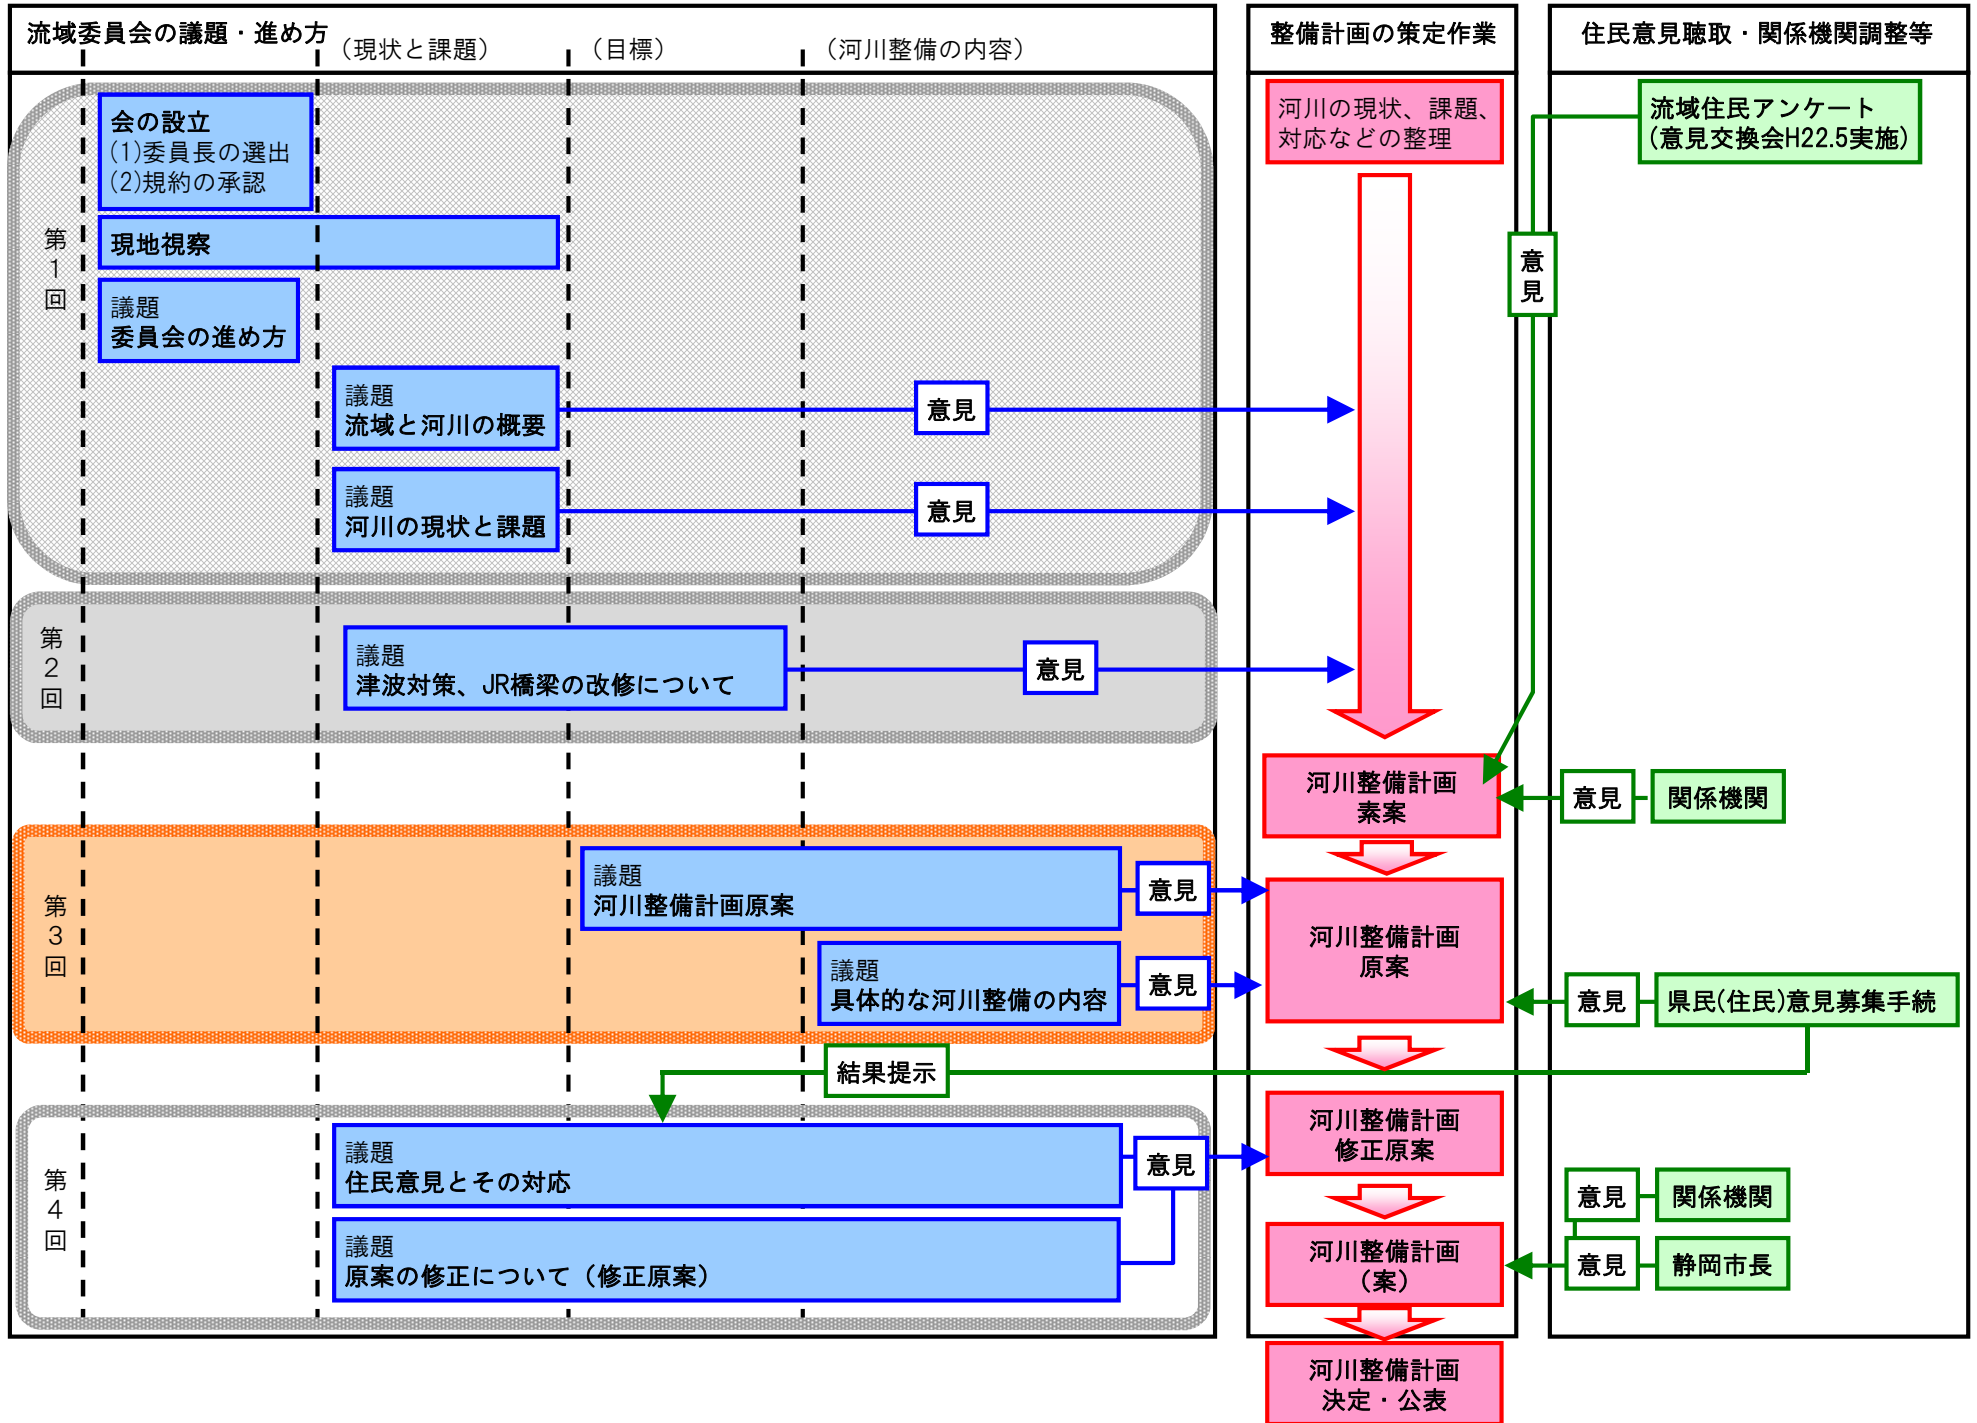 流域委員会の議題・進め方
（現状と課題）
（目標）
（河川整備の内容）
整備計画の策定作業
住民意見聴取・関係機関調整等
第
1
回
会の設立
(1)委員長の選出
(2)規約の承認
現地視察
議題
委員会の進め方
議題
流域と河川の概要
意見
議題
河川の現状と課題
意見
河川の現状、課題、
対応などの整理
流域住民アンケート
(意見交換会H22.5実施)
意
見
第
2
回
議題
津波対策、JR橋梁の改修について
意見
河川整備計画
素案
意見
関係機関
第
3
回
議題
河川整備計画原案
意見
議題
具体的な河川整備の内容
意見
河川整備計画
原案
意見
県民(住民)意見募集手続
結果提示
第
4
回
議題
住民意見とその対応
意見
議題
原案の修正について（修正原案）
河川整備計画
修正原案
意見
関係機関
河川整備計画
（案）
意見
静岡市長
河川整備計画
決定・公表